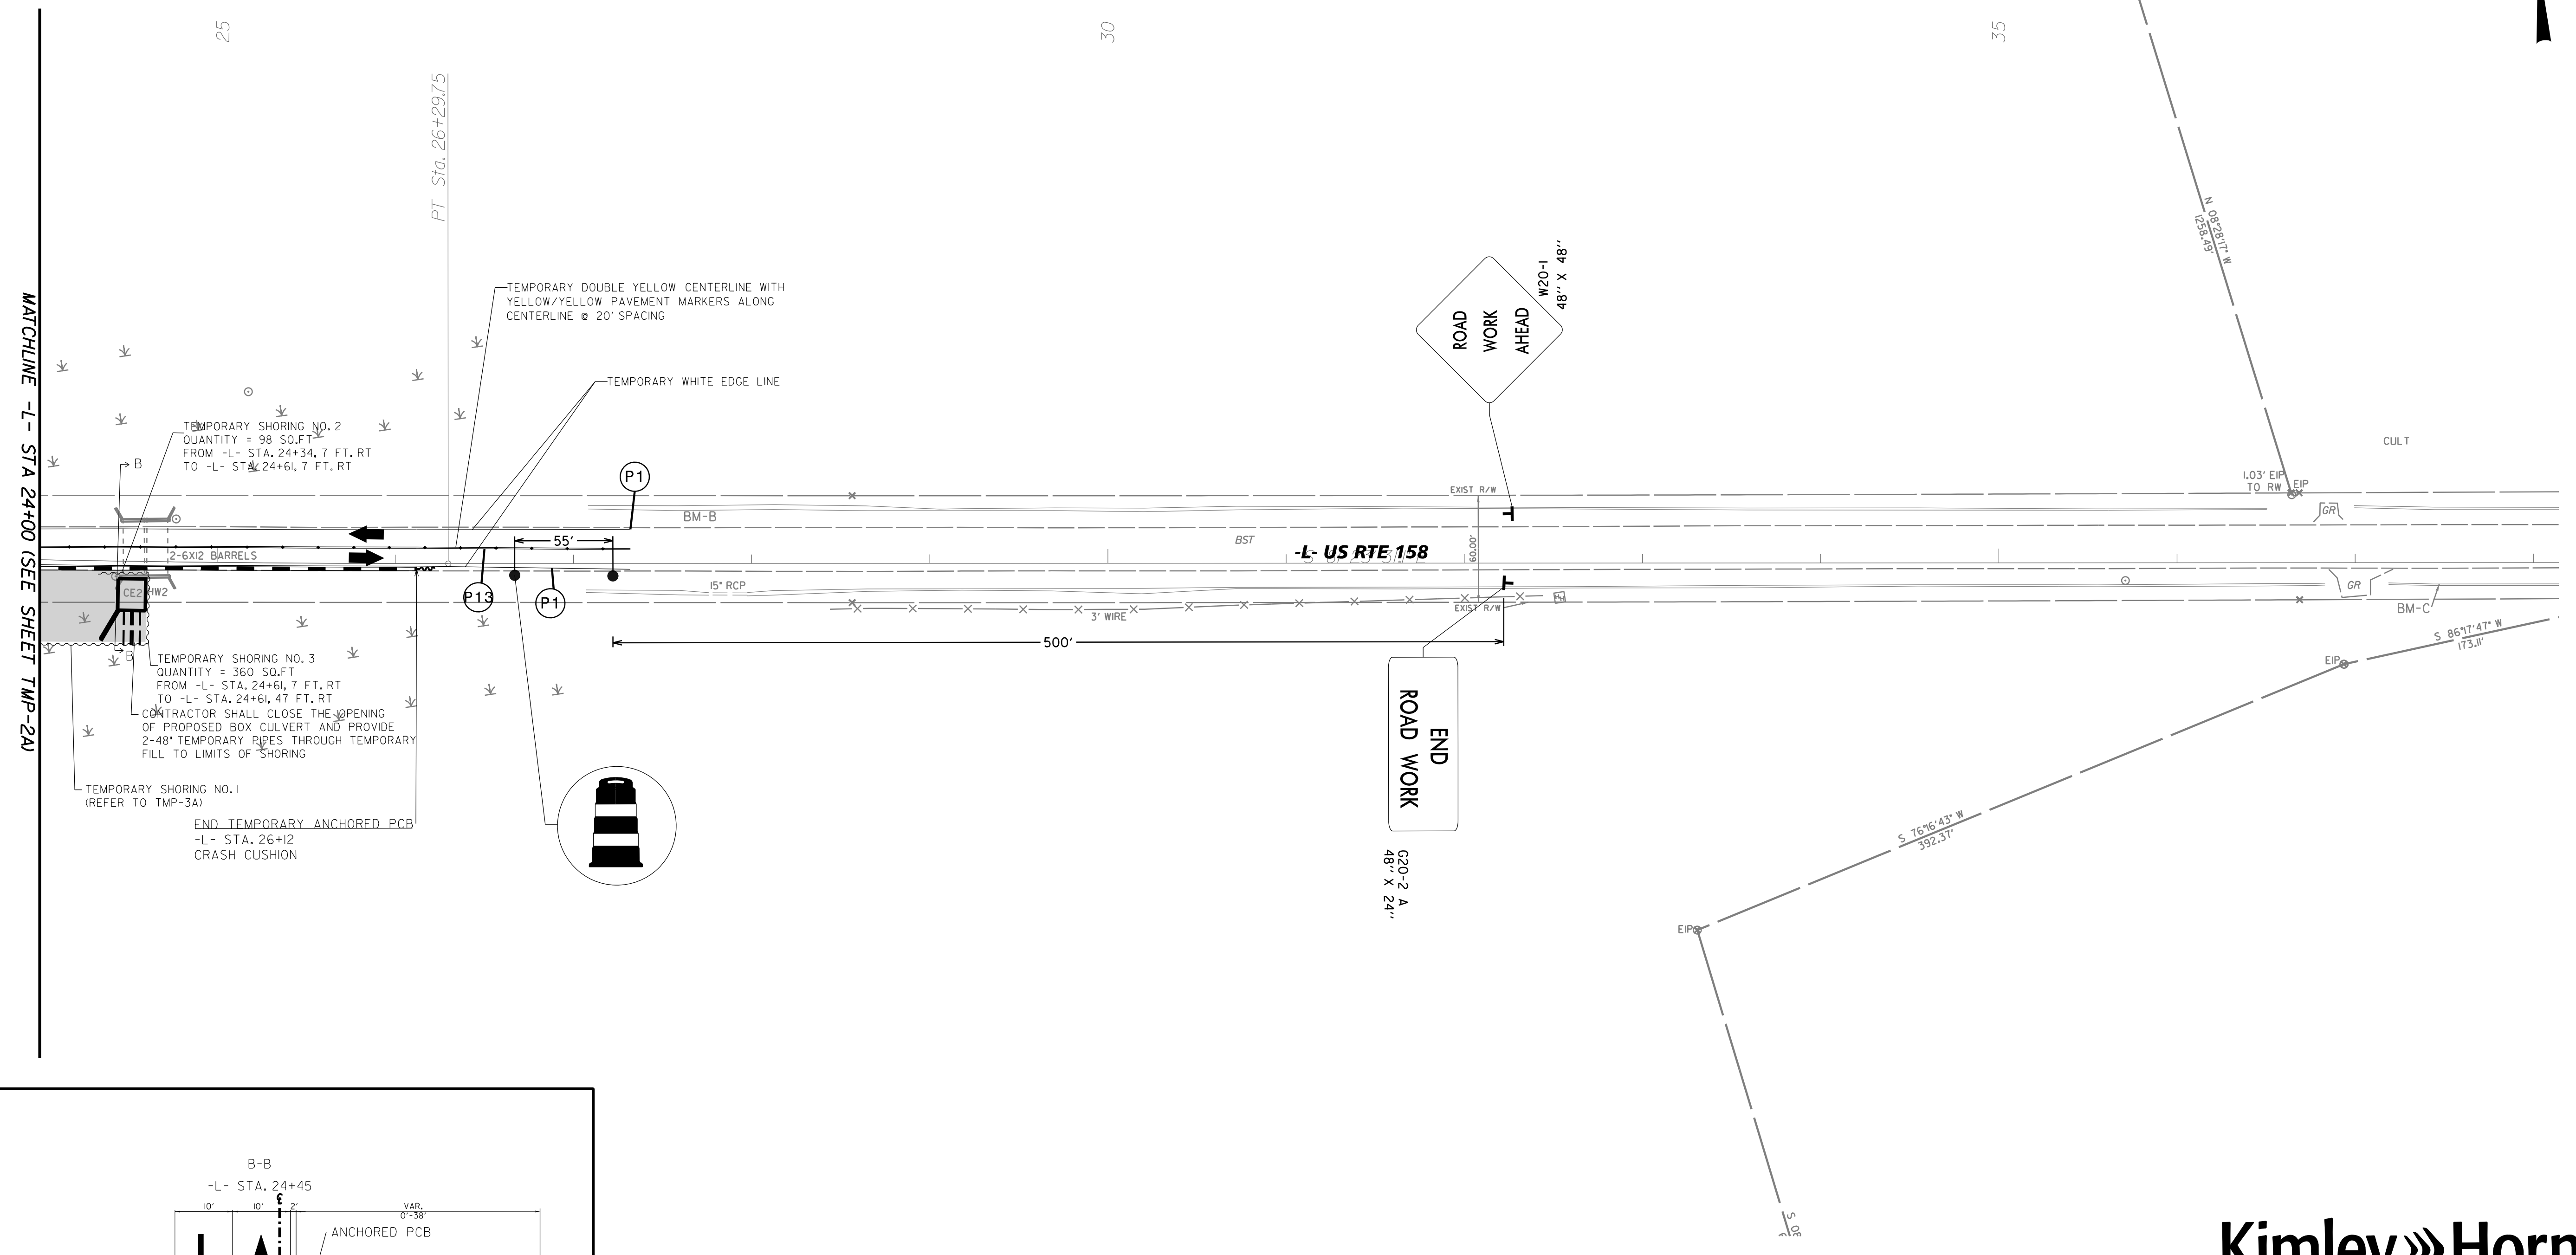 25
30
35
PT Sta. 26+29.75
MATCHLINE -L- STA 24+00 (SEE SHEET TMP-2A)
TEMPORARY DOUBLE YELLOW CENTERLINE WITH
YELLOW/YELLOW PAVEMENT MARKERS ALONG
CENTERLINE @ 20' SPACING
TEMPORARY WHITE EDGE LINE
TEMPORARY SHORING NO. 2
QUANTITY = 98 SQ.FT
FROM -L- STA. 24+34, 7 FT. RT
TO -L- STA. 24+61, 7 FT. RT
B
P1
BM-B
55'
2-6X12 BARRELS
CE2
HW2
P13
P1
15" RCP
B
TEMPORARY SHORING NO. 3
QUANTITY = 360 SQ.FT
FROM -L- STA. 24+61, 7 FT. RT
TO -L- STA. 24+61, 47 FT. RT
CONTRACTOR SHALL CLOSE THE OPENING
OF PROPOSED BOX CULVERT AND PROVIDE
2-48" TEMPORARY PIPES THROUGH TEMPORARY
FILL TO LIMITS OF SHORING
TEMPORARY SHORING NO. 1
(REFER TO TMP-3A)
END TEMPORARY ANCHORED PCB
-L- STA. 26+12
CRASH CUSHION
ROAD
WORK
AHEAD
W20-1
48'' X 48''
EXIST R/W
BST
-L- US RTE 158
60.00'
3' WIRE
EXIST R/W
500'
END
ROAD WORK
G20-2 A
48'' X 24''
N 08°28'17" W
1258.49'
CULT
1.03' EIP
TO RW
EIP
GR
GR
BM-C
S 86°17'47" W
173.11'
EIP
S 76°16'43" W
392.37'
EIP
B-B
-L- STA. 24+45
10'
10'
2'
VAR.
0'-38'
ANCHORED PCB
Kimley»Horn